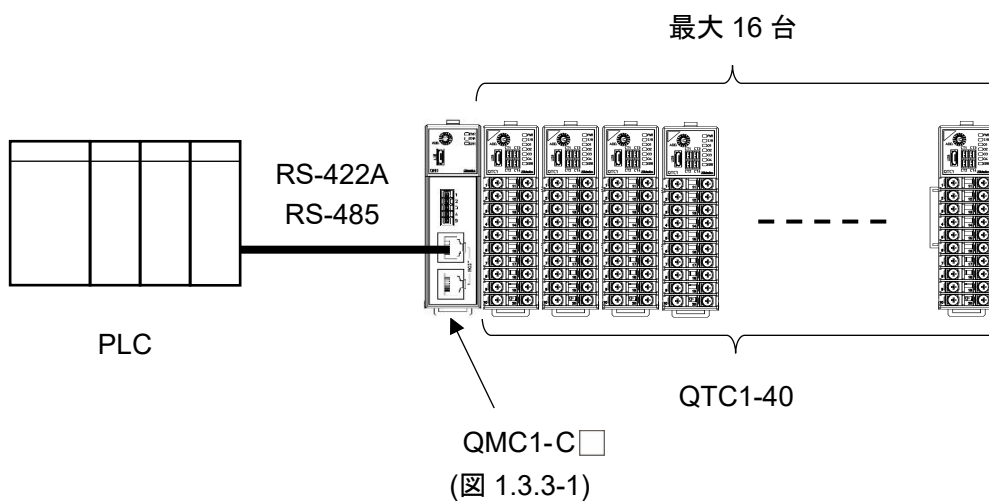 最大 16 台
RS-422A
RS-485
PLC
QTC1-40
QMC1-C□
(図 1.3.3-1)